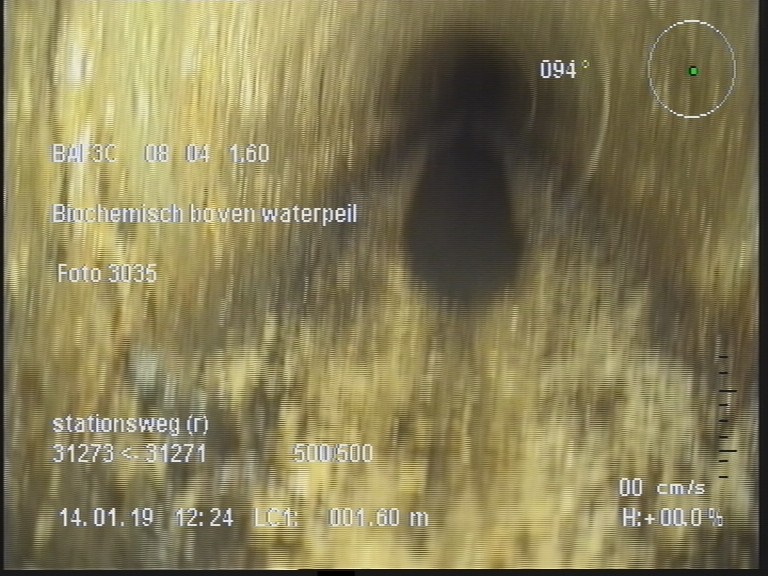 094°
BAF3C 08 04 1.60
Biochemisch boven waterpeil
Foto 3035
stationsweg (r)
31273 <- 31271 500/500
00 cm/s
14.01.19 12:24 LC1: 001.60 m H:+00.0 %